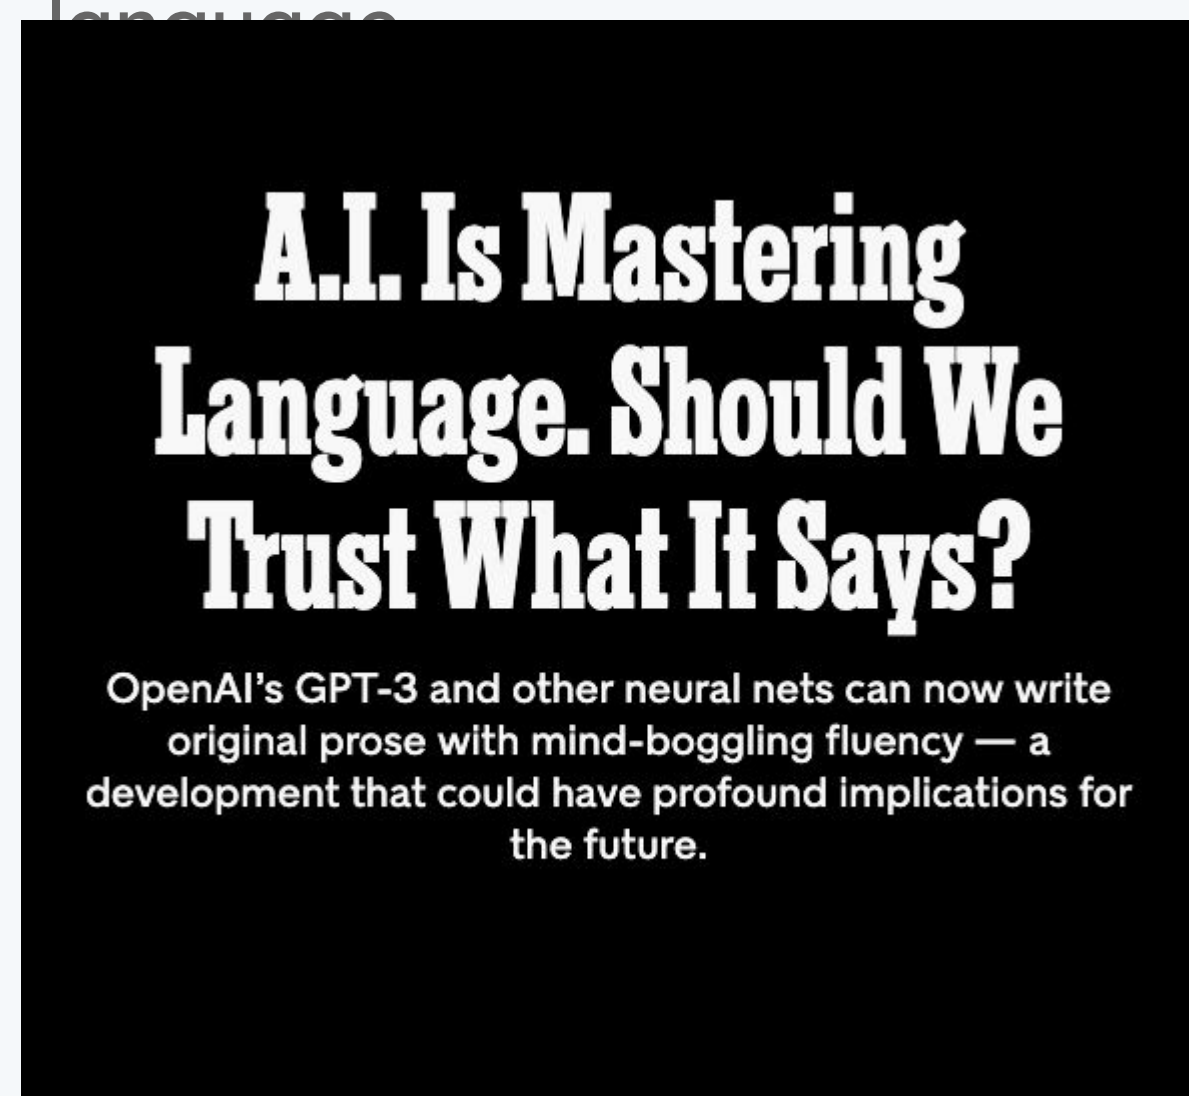 language
A.I. Is Mastering
Language. Should We
Trust What It Says?
OpenAI’s GPT-3 and other neural nets can now write
original prose with mind-boggling fluency — a
development that could have profound implications for
the future.